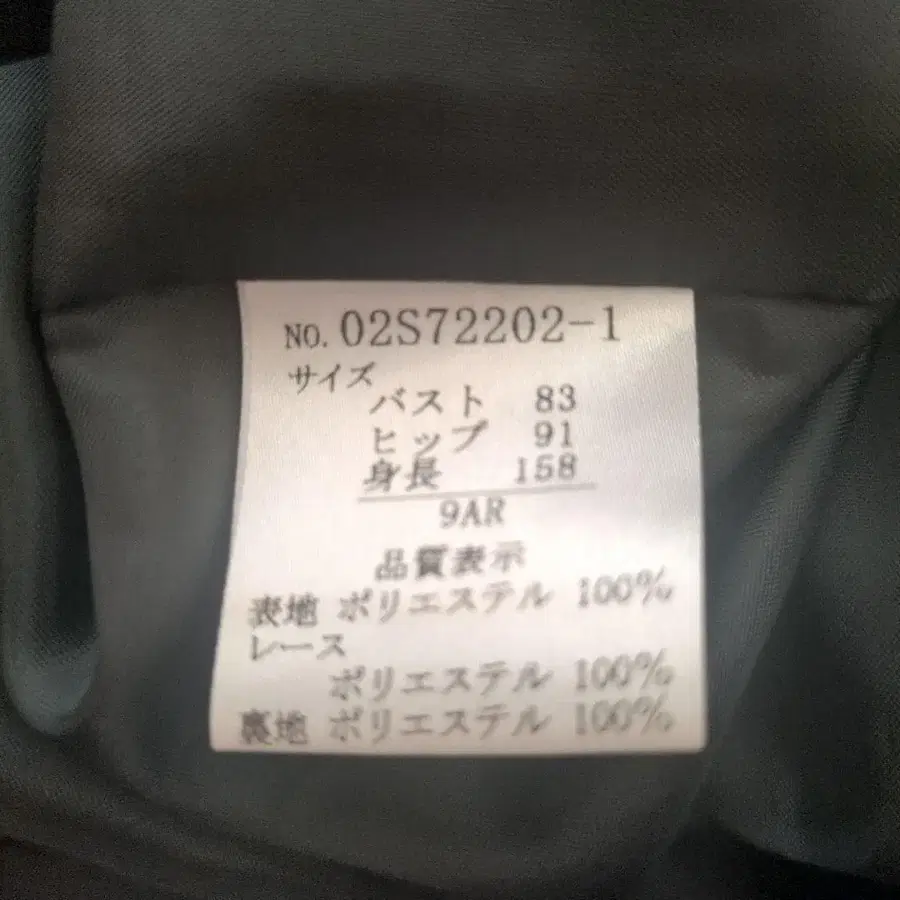 NO. 02S72202-1
サイズ
バスト 83
ヒップ 91
身長 158
9AR
品質表示
表地 ポリエステル 100%
レース
ポリエステル 100%
裏地 ポリエステル 100%